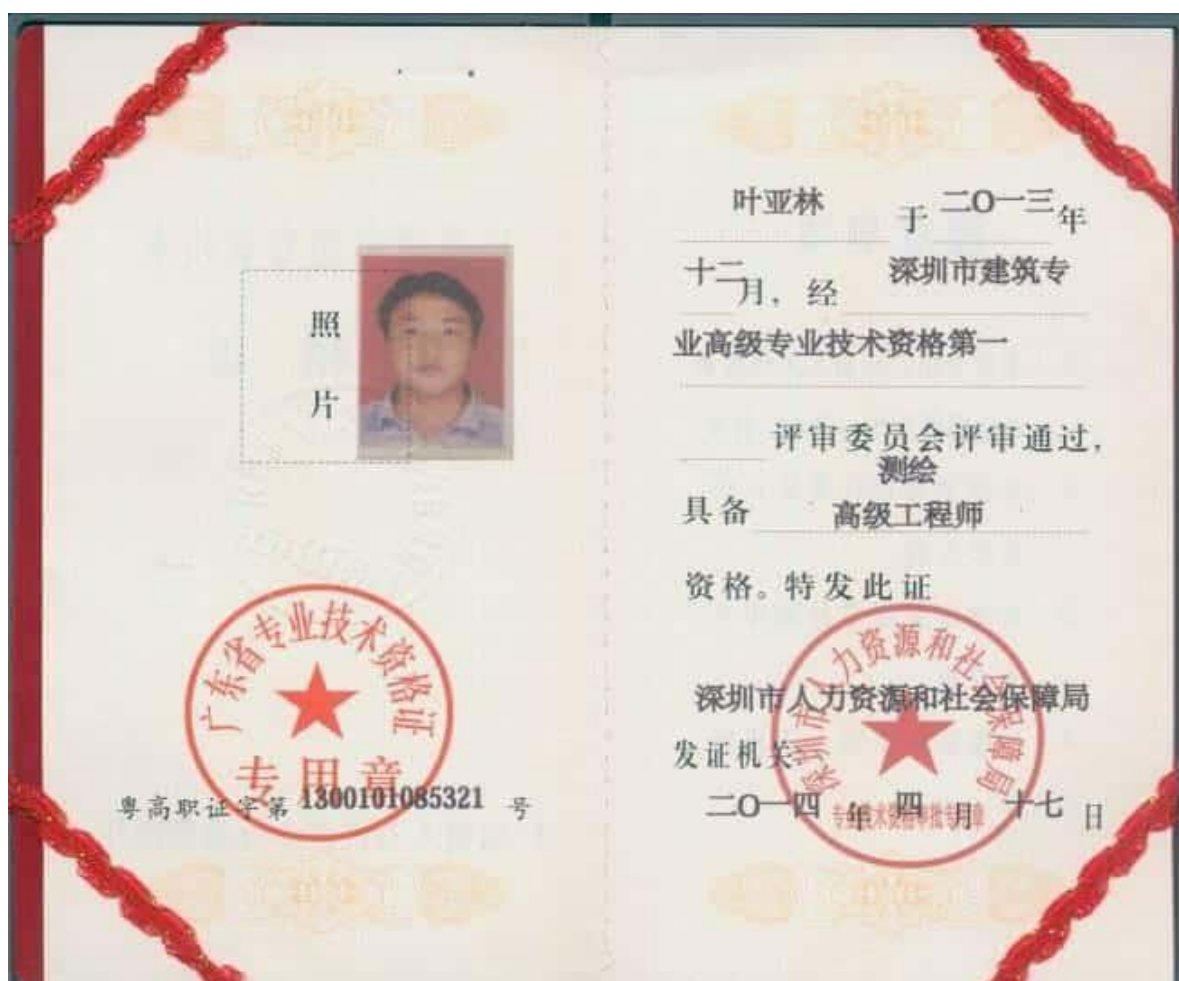 照
片
广东省专业技术资格证
专用章
粤高职证字第 1300101085321 号
叶亚林 于 二〇一三 年
十二月，经 深圳市建筑专
业高级专业技术资格第一
评审委员会评审通过，
测绘
具备 高级工程师
资格。特发此证
深圳市人力资源和社会保障局
深圳市人力资源和社会保障局
发证机关
二〇一四 年 四 月 十七 日